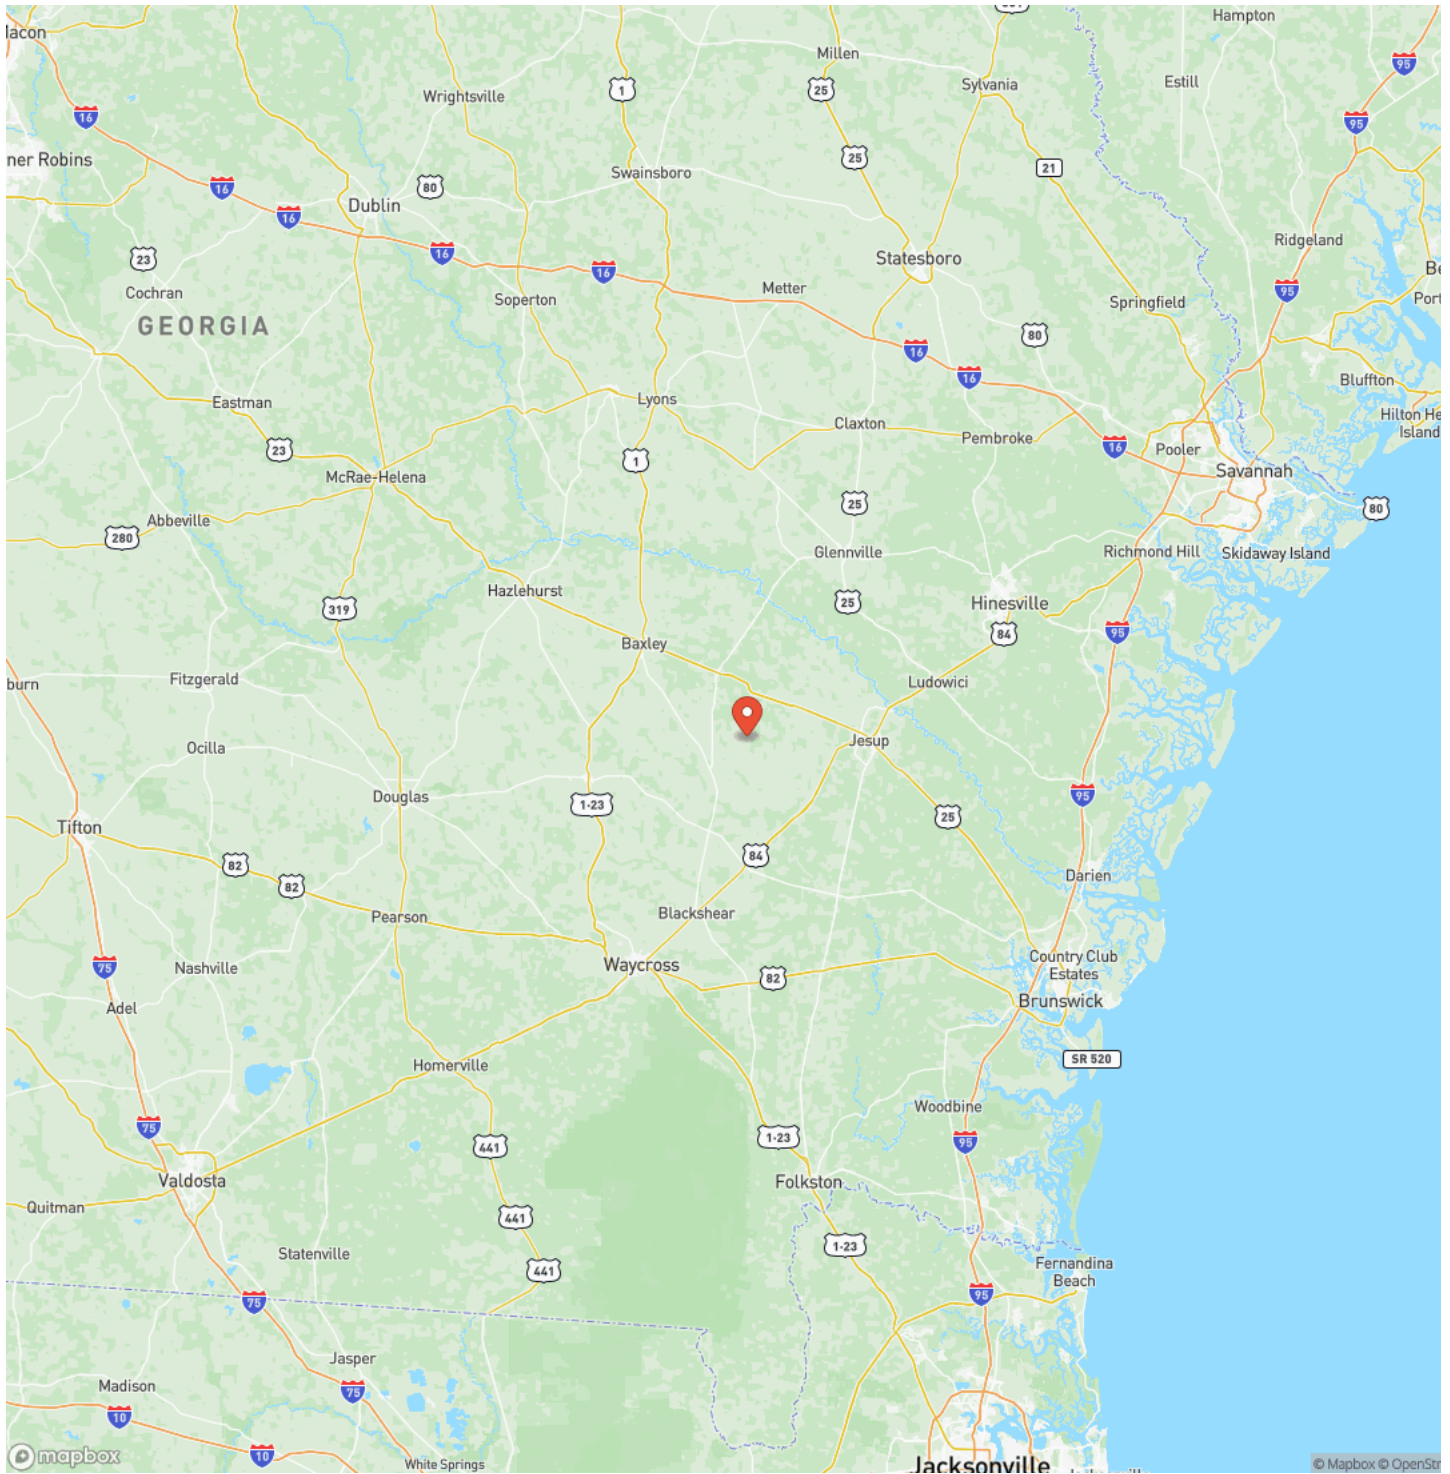 Hampton
lacon
Millen
95
Sylvania
Estill
1
25
Wrightsville
16
95
25
ner Robins
21
Swainsboro
16
80
Dublin
16
Ridgeland
16
Statesboro
23
16
Be
Metter
Cochran
95
Soperton
Springfield
Port
GEORGIA
80
16
16
Bluffton
Lyons
Eastman
Hilton He
Island
Claxton
Pembroke
23
16
Pooler
1
Savannah
McRae-Helena
25
80
Abbeville
280
Glennville
Richmond Hill
Skidaway Island
Hazlehurst
25
Hinesville
319
84
95
Baxley
Fitzgerald
Ludowici
burn
Jesup
Ocilla
95
Douglas
1-23
25
Tifton
84
82
82
Darien
Blackshear
Pearson
Country Club
Estates
Waycross
75
Nashville
82
Brunswick
Adel
SR 520
Homerville
Woodbine
75
1-23
95
441
Valdosta
Folkston
Quitman
441
1-23
Statenville
Fernandina
Beach
441
95
75
Jasper
Madison
75
10
10
mapbox
White Springs
Jacksonville
© Mapbox © OpenStr